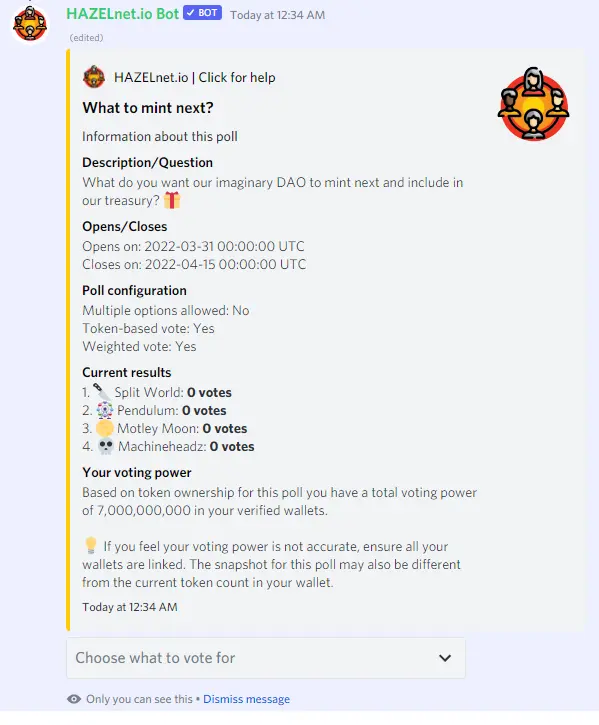 HAZELnet.io Bot ✔ BOT Today at 12:34 AM
(edited)
HAZELnet.io | Click for help
What to mint next?
Information about this poll
Description/Question
What do you want our imaginary DAO to mint next and include in
our treasury? 🎁
Opens/Closes
Opens on: 2022-03-31 00:00:00 UTC
Closes on: 2022-04-15 00:00:00 UTC
Poll configuration
Multiple options allowed: No
Token-based vote: Yes
Weighted vote: Yes
Current results
1. 🔪 Split World: 0 votes
2. 🎡 Pendulum: 0 votes
3. 🌕 Motley Moon: 0 votes
4. 💀 Machineheadz: 0 votes
Your voting power
Based on token ownership for this poll you have a total voting power
of 7,000,000,000 in your verified wallets.
💡 If you feel your voting power is not accurate, ensure all your
wallets are linked. The snapshot for this poll may also be different
from the current token count in your wallet.
Today at 12:34 AM
Choose what to vote for
Only you can see this • Dismiss message